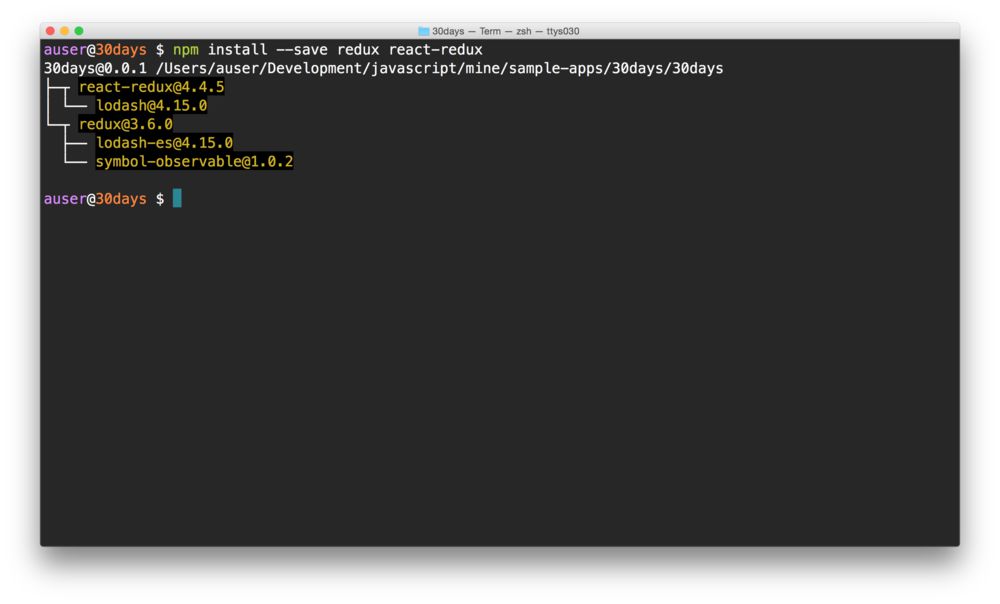 30days — Term — zsh — ttys030
auser@30days $ npm install --save redux react-redux
30days@0.0.1 /Users/auser/Development/javascript/mine/sample-apps/30days/30days
├─┬ react-redux@4.4.5
│ └── lodash@4.15.0
└─┬ redux@3.6.0
  ├── lodash-es@4.15.0
  └── symbol-observable@1.0.2
auser@30days $